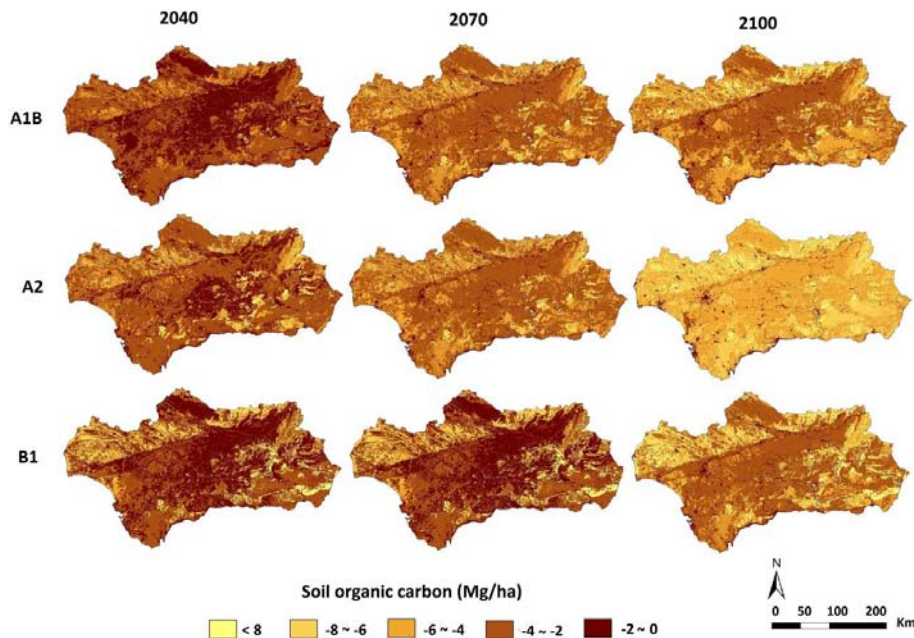 2040 2070 2100
A1B
A2
B1
N
Soil organic carbon (Mg/ha)
0 50 100 200
Km
< 8 -8 ~ -6 -6 ~ -4 -4 ~ -2 -2 ~ 0